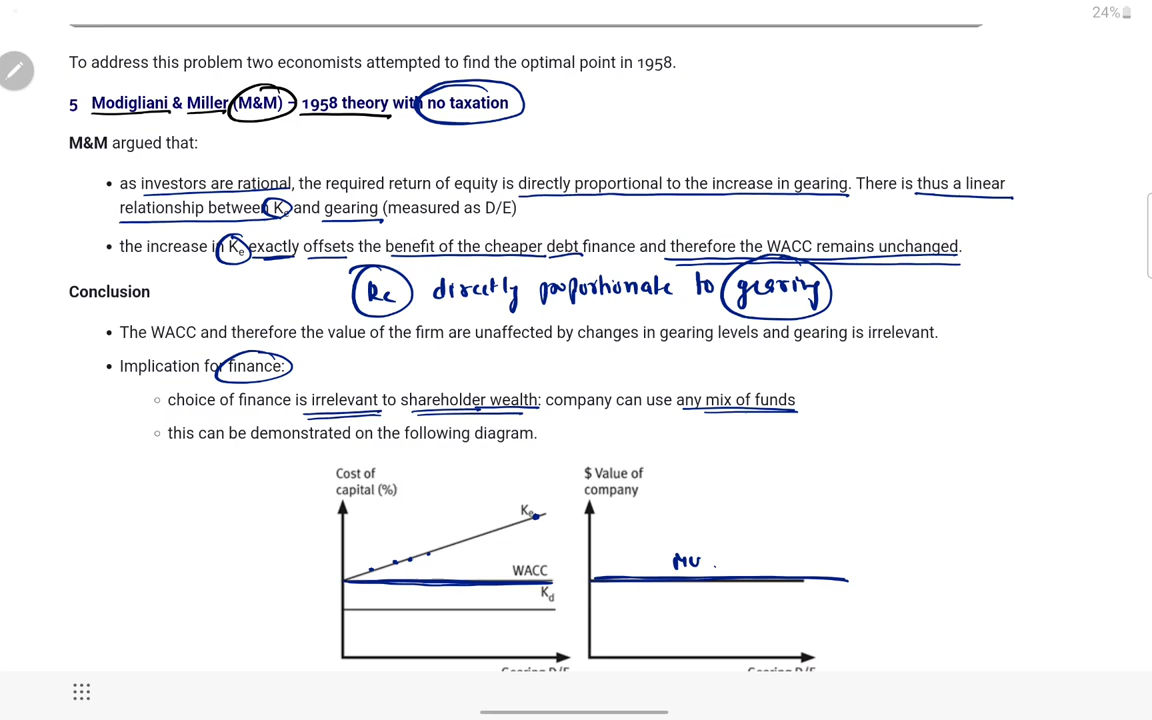 24%
To address this problem two economists attempted to find the optimal point in 1958.
5 Modigliani & Miller (M&M) – 1958 theory with no taxation
M&M argued that:
• as investors are rational, the required return of equity is directly proportional to the increase in gearing. There is thus a linear
relationship between Ke and gearing (measured as D/E)
• the increase in Ke exactly offsets the benefit of the cheaper debt finance and therefore the WACC remains unchanged.
Ke directly proportionate to gearing
Conclusion
• The WACC and therefore the value of the firm are unaffected by changes in gearing levels and gearing is irrelevant.
• Implication for finance:
○ choice of finance is irrelevant to shareholder wealth: company can use any mix of funds
○ this can be demonstrated on the following diagram.
Cost of
capital (%)
$ Value of
company
Ke
MV
WACC
Kd
Gearing D/E
Gearing D/E